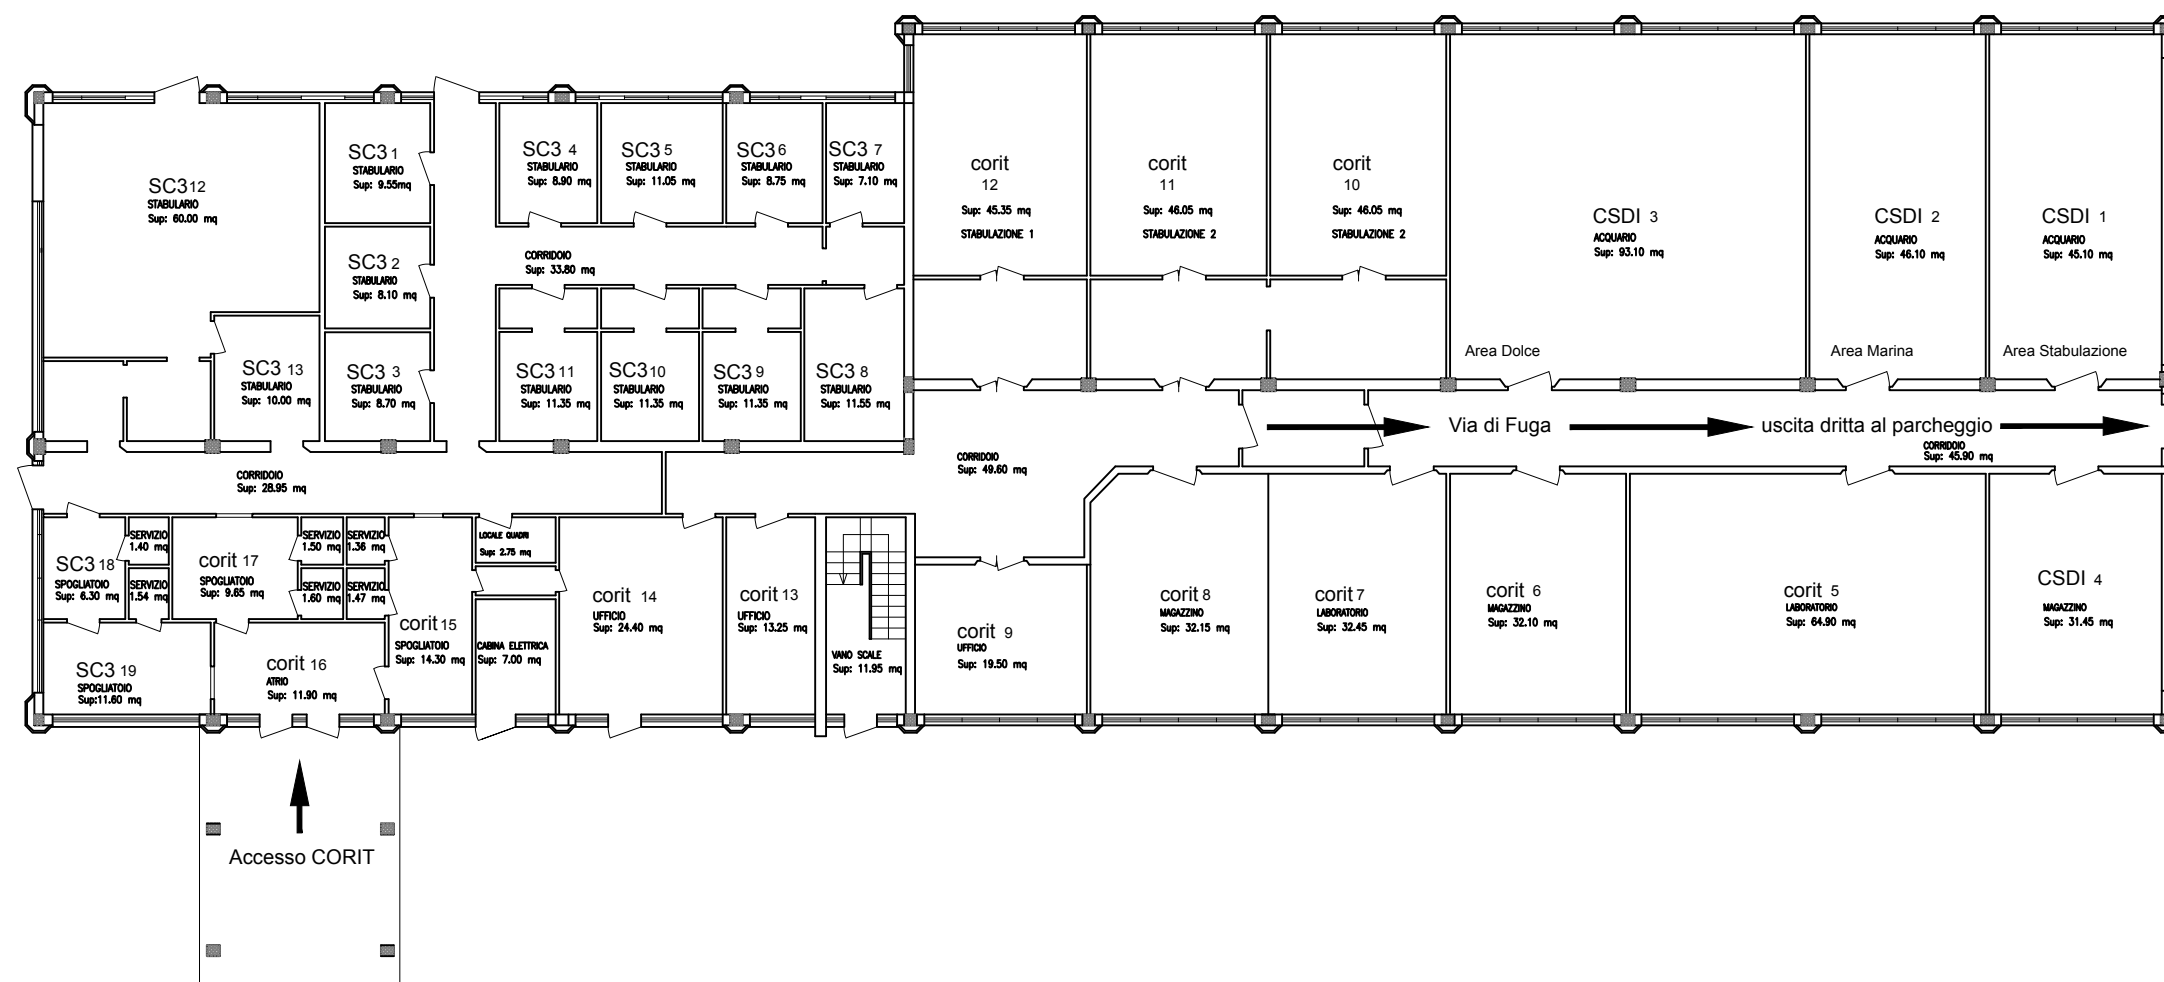 SC3 12
STABULARIO
Sup: 60.00 mq
SC3 1
STABULARIO
Sup: 9.55mq
SC3 2
STABULARIO
Sup: 8.10 mq
SC3 3
STABULARIO
Sup: 8.70 mq
SC3 13
STABULARIO
Sup: 10.00 mq
SC3 4
STABULARIO
Sup: 8.90 mq
SC3 5
STABULARIO
Sup: 11.05 mq
SC3 6
STABULARIO
Sup: 8.75 mq
SC3 7
STABULARIO
Sup: 7.10 mq
CORRIDOIO
Sup: 33.80 mq
SC3 11
STABULARIO
Sup: 11.35 mq
SC3 10
STABULARIO
Sup: 11.35 mq
SC3 9
STABULARIO
Sup: 11.35 mq
SC3 8
STABULARIO
Sup: 11.55 mq
corit
12
Sup: 45.35 mq
STABULAZIONE 1
corit
11
Sup: 46.05 mq
STABULAZIONE 2
corit
10
Sup: 46.05 mq
STABULAZIONE 2
CSDI 3
ACQUARIO
Sup: 93.10 mq
Area Dolce
CSDI 2
ACQUARIO
Sup: 46.10 mq
Area Marina
CSDI 1
ACQUARIO
Sup: 45.10 mq
Area Stabulazione
Via di Fuga
uscita dritta al parcheggio
CORRIDOIO
Sup: 45.90 mq
CORRIDOIO
Sup: 49.60 mq
CORRIDOIO
Sup: 28.95 mq
SC3 18
SPOGLIATOIO
Sup: 6.30 mq
SERVIZIO
1.40 mq
SERVIZIO
1.54 mq
corit 17
SPOGLIATOIO
Sup: 9.65 mq
SERVIZIO
1.50 mq
SERVIZIO
1.36 mq
SERVIZIO
1.60 mq
SERVIZIO
1.47 mq
corit 15
SPOGLIATOIO
Sup: 14.30 mq
LOCALE QUADRI
Sup: 2.75 mq
CABINA ELETTRICA
Sup: 7.00 mq
SC3 19
SPOGLIATOIO
Sup:11.60 mq
corit 16
ATRIO
Sup: 11.90 mq
corit 14
UFFICIO
Sup: 24.40 mq
corit 13
UFFICIO
Sup: 13.25 mq
VANO SCALE
Sup: 11.95 mq
corit 9
UFFICIO
Sup: 19.50 mq
corit 8
MAGAZZINO
Sup: 32.15 mq
corit 7
LABORATORIO
Sup: 32.45 mq
corit 6
MAGAZZINO
Sup: 32.10 mq
corit 5
LABORATORIO
Sup: 64.90 mq
CSDI 4
MAGAZZINO
Sup: 31.45 mq
Accesso CORIT